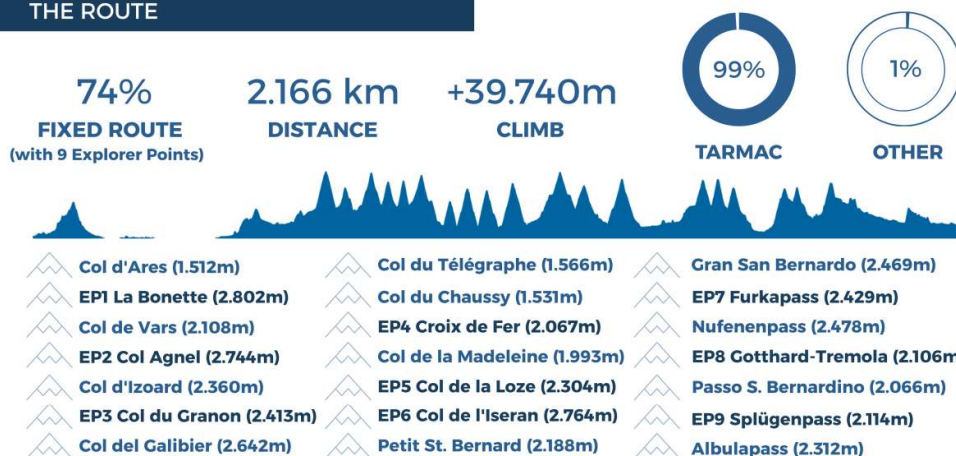 THE ROUTE
74%
FIXED ROUTE
(with 9 Explorer Points)
2.166 km
DISTANCE
+39.740m
CLIMB
99%
TARMAC
1%
OTHER
Col d'Ares (1.512m)
EP1 La Bonette (2.802m)
Col de Vars (2.108m)
EP2 Col Agnel (2.744m)
Col d'Izoard (2.360m)
EP3 Col du Granon (2.413m)
Col del Galibier (2.642m)
Col du Télégraphe (1.566m)
Col du Chaussy (1.531m)
EP4 Croix de Fer (2.067m)
Col de la Madeleine (1.993m)
EP5 Col de la Loze (2.304m)
EP6 Col de l'Iseran (2.764m)
Petit St. Bernard (2.188m)
Gran San Bernardo (2.469m)
EP7 Furkapass (2.429m)
Nufenenpass (2.478m)
EP8 Gotthard-Tremola (2.106m
Passo S. Bernardino (2.066m)
EP9 Splügenpass (2.114m)
Albulapass (2.312m)